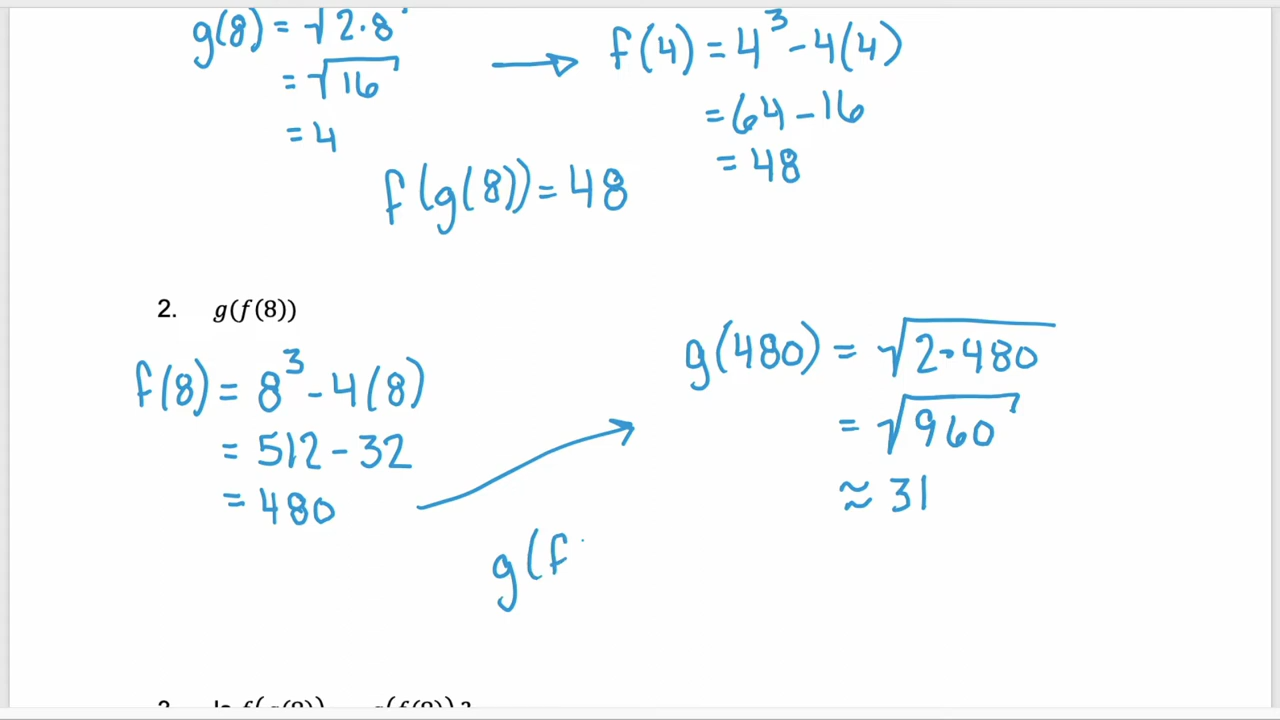 g(8) = √2·8
= √16
= 4
f(4) = 4³ - 4(4)
= 64 - 16
= 48
f(g(8)) = 48
2. g(f(8))
f(8) = 8³ - 4(8)
= 512 - 32
= 480
g(480) = √2·480
= √960
≈ 31
g(f